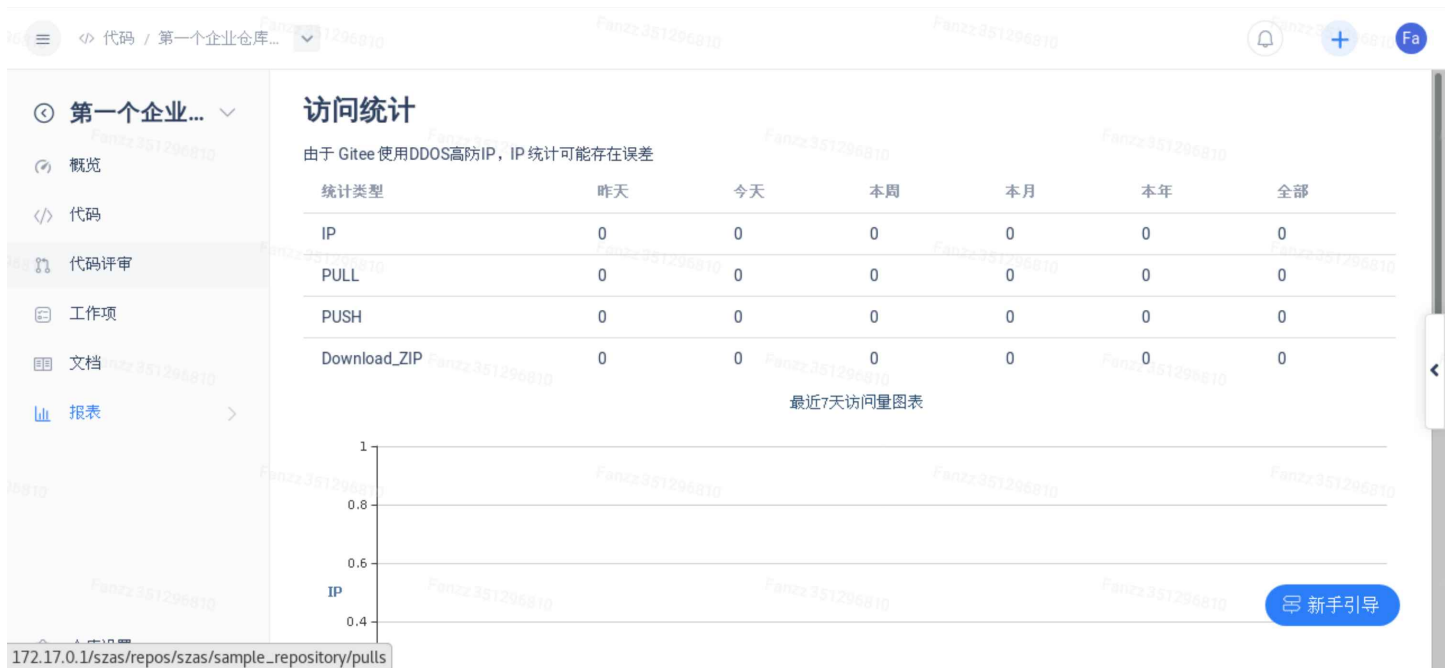 代码 / 第一个企业仓库...
Fa
第一个企业...
概览
代码
代码评审
工作项
文档
报表
访问统计
由于 Gitee 使用DDOS高防IP，IP 统计可能存在误差
统计类型 昨天 今天 本周 本月 本年 全部
IP 0 0 0 0 0 0
PULL 0 0 0 0 0 0
PUSH 0 0 0 0 0 0
Download_ZIP 0 0 0 0 0 0
最近7天访问量图表
1
0.8
0.6
IP
0.4
新手引导
172.17.0.1/szas/repos/szas/sample_repository/pulls
Fanzz351296810